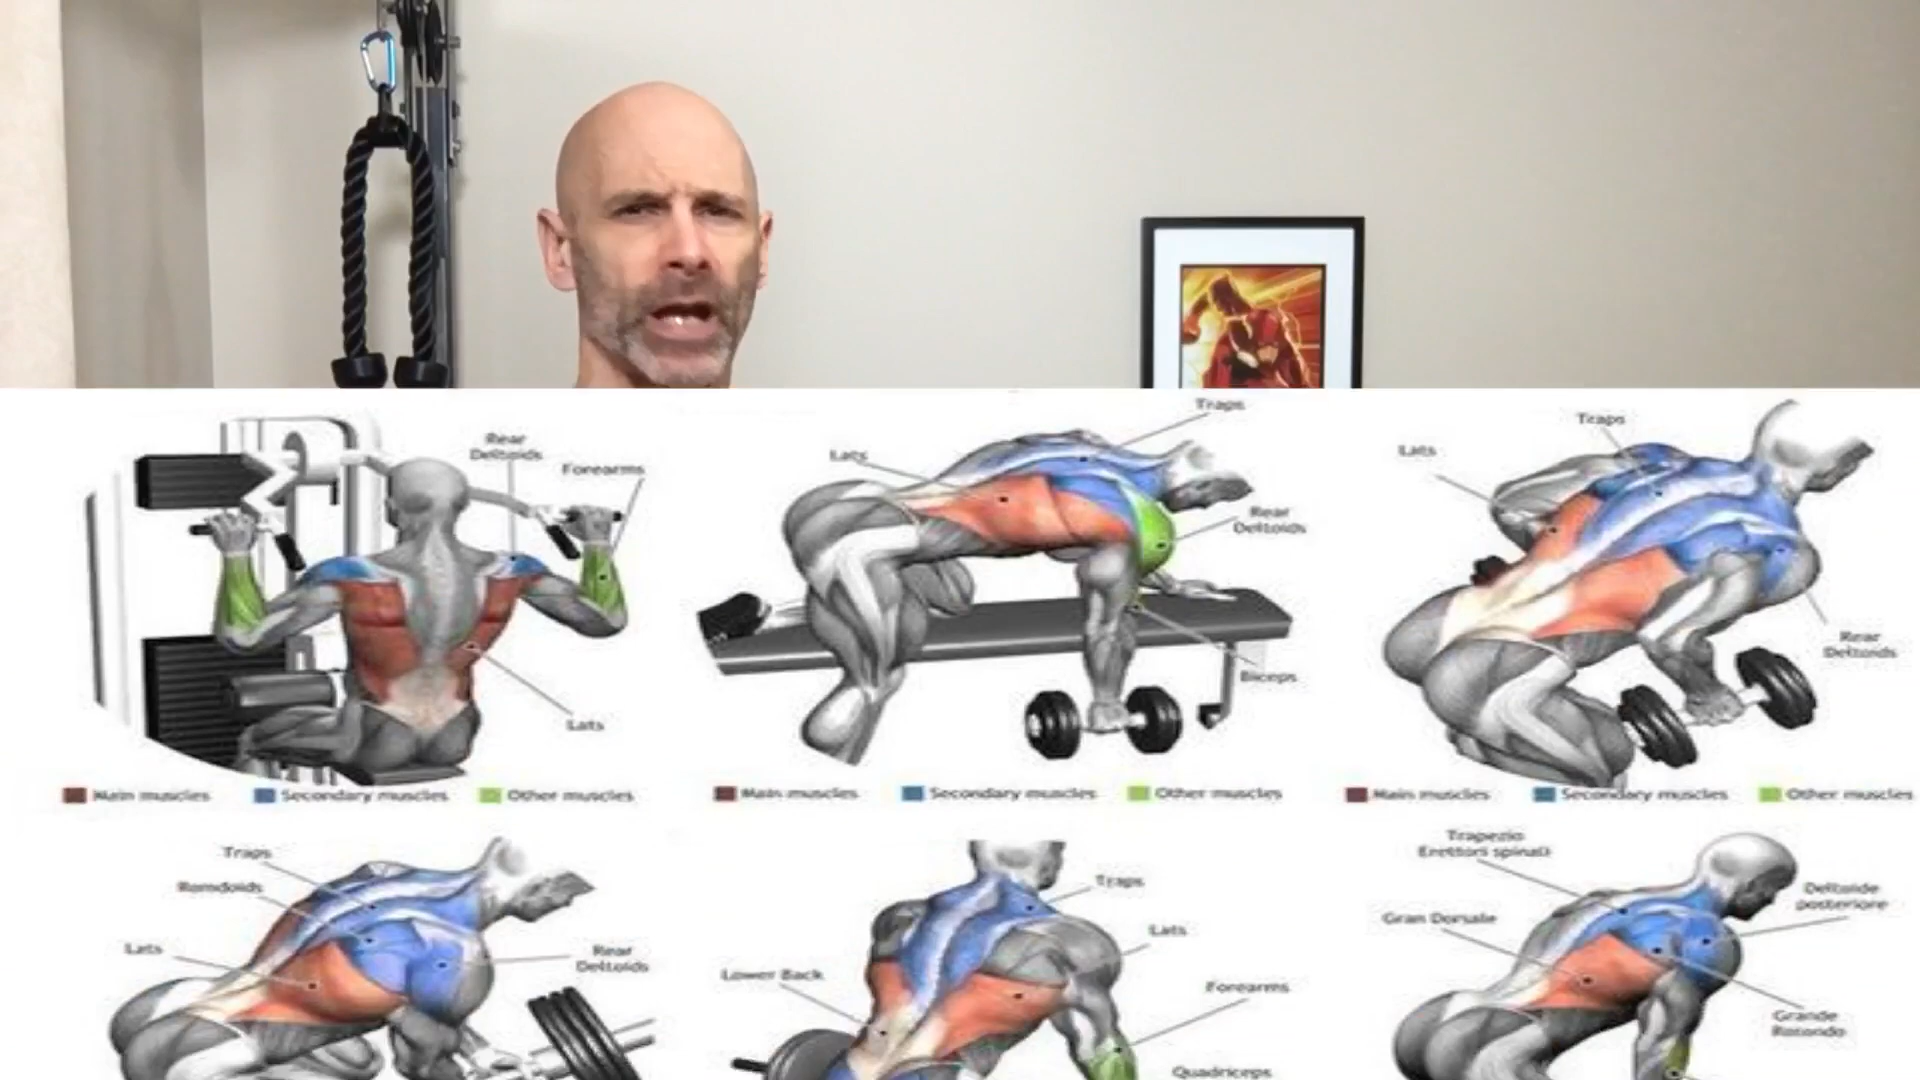 Rear
Deltoids
Forearms
Lats
Main muscles
Secondary muscles
Other muscles
Traps
Lats
Rear
Deltoids
Biceps
Main muscles
Secondary muscles
Other muscles
Traps
Lats
Rear
Deltoids
Main muscles
Secondary muscles
Other muscles
Traps
Romdoids
Lats
Rear
Deltoids
Traps
Lats
Lower Back
Forearms
Quadriceps
Trapezio
Erettori spinali
Deltoide
posteriore
Gran Dorsale
Grande
Rotondo